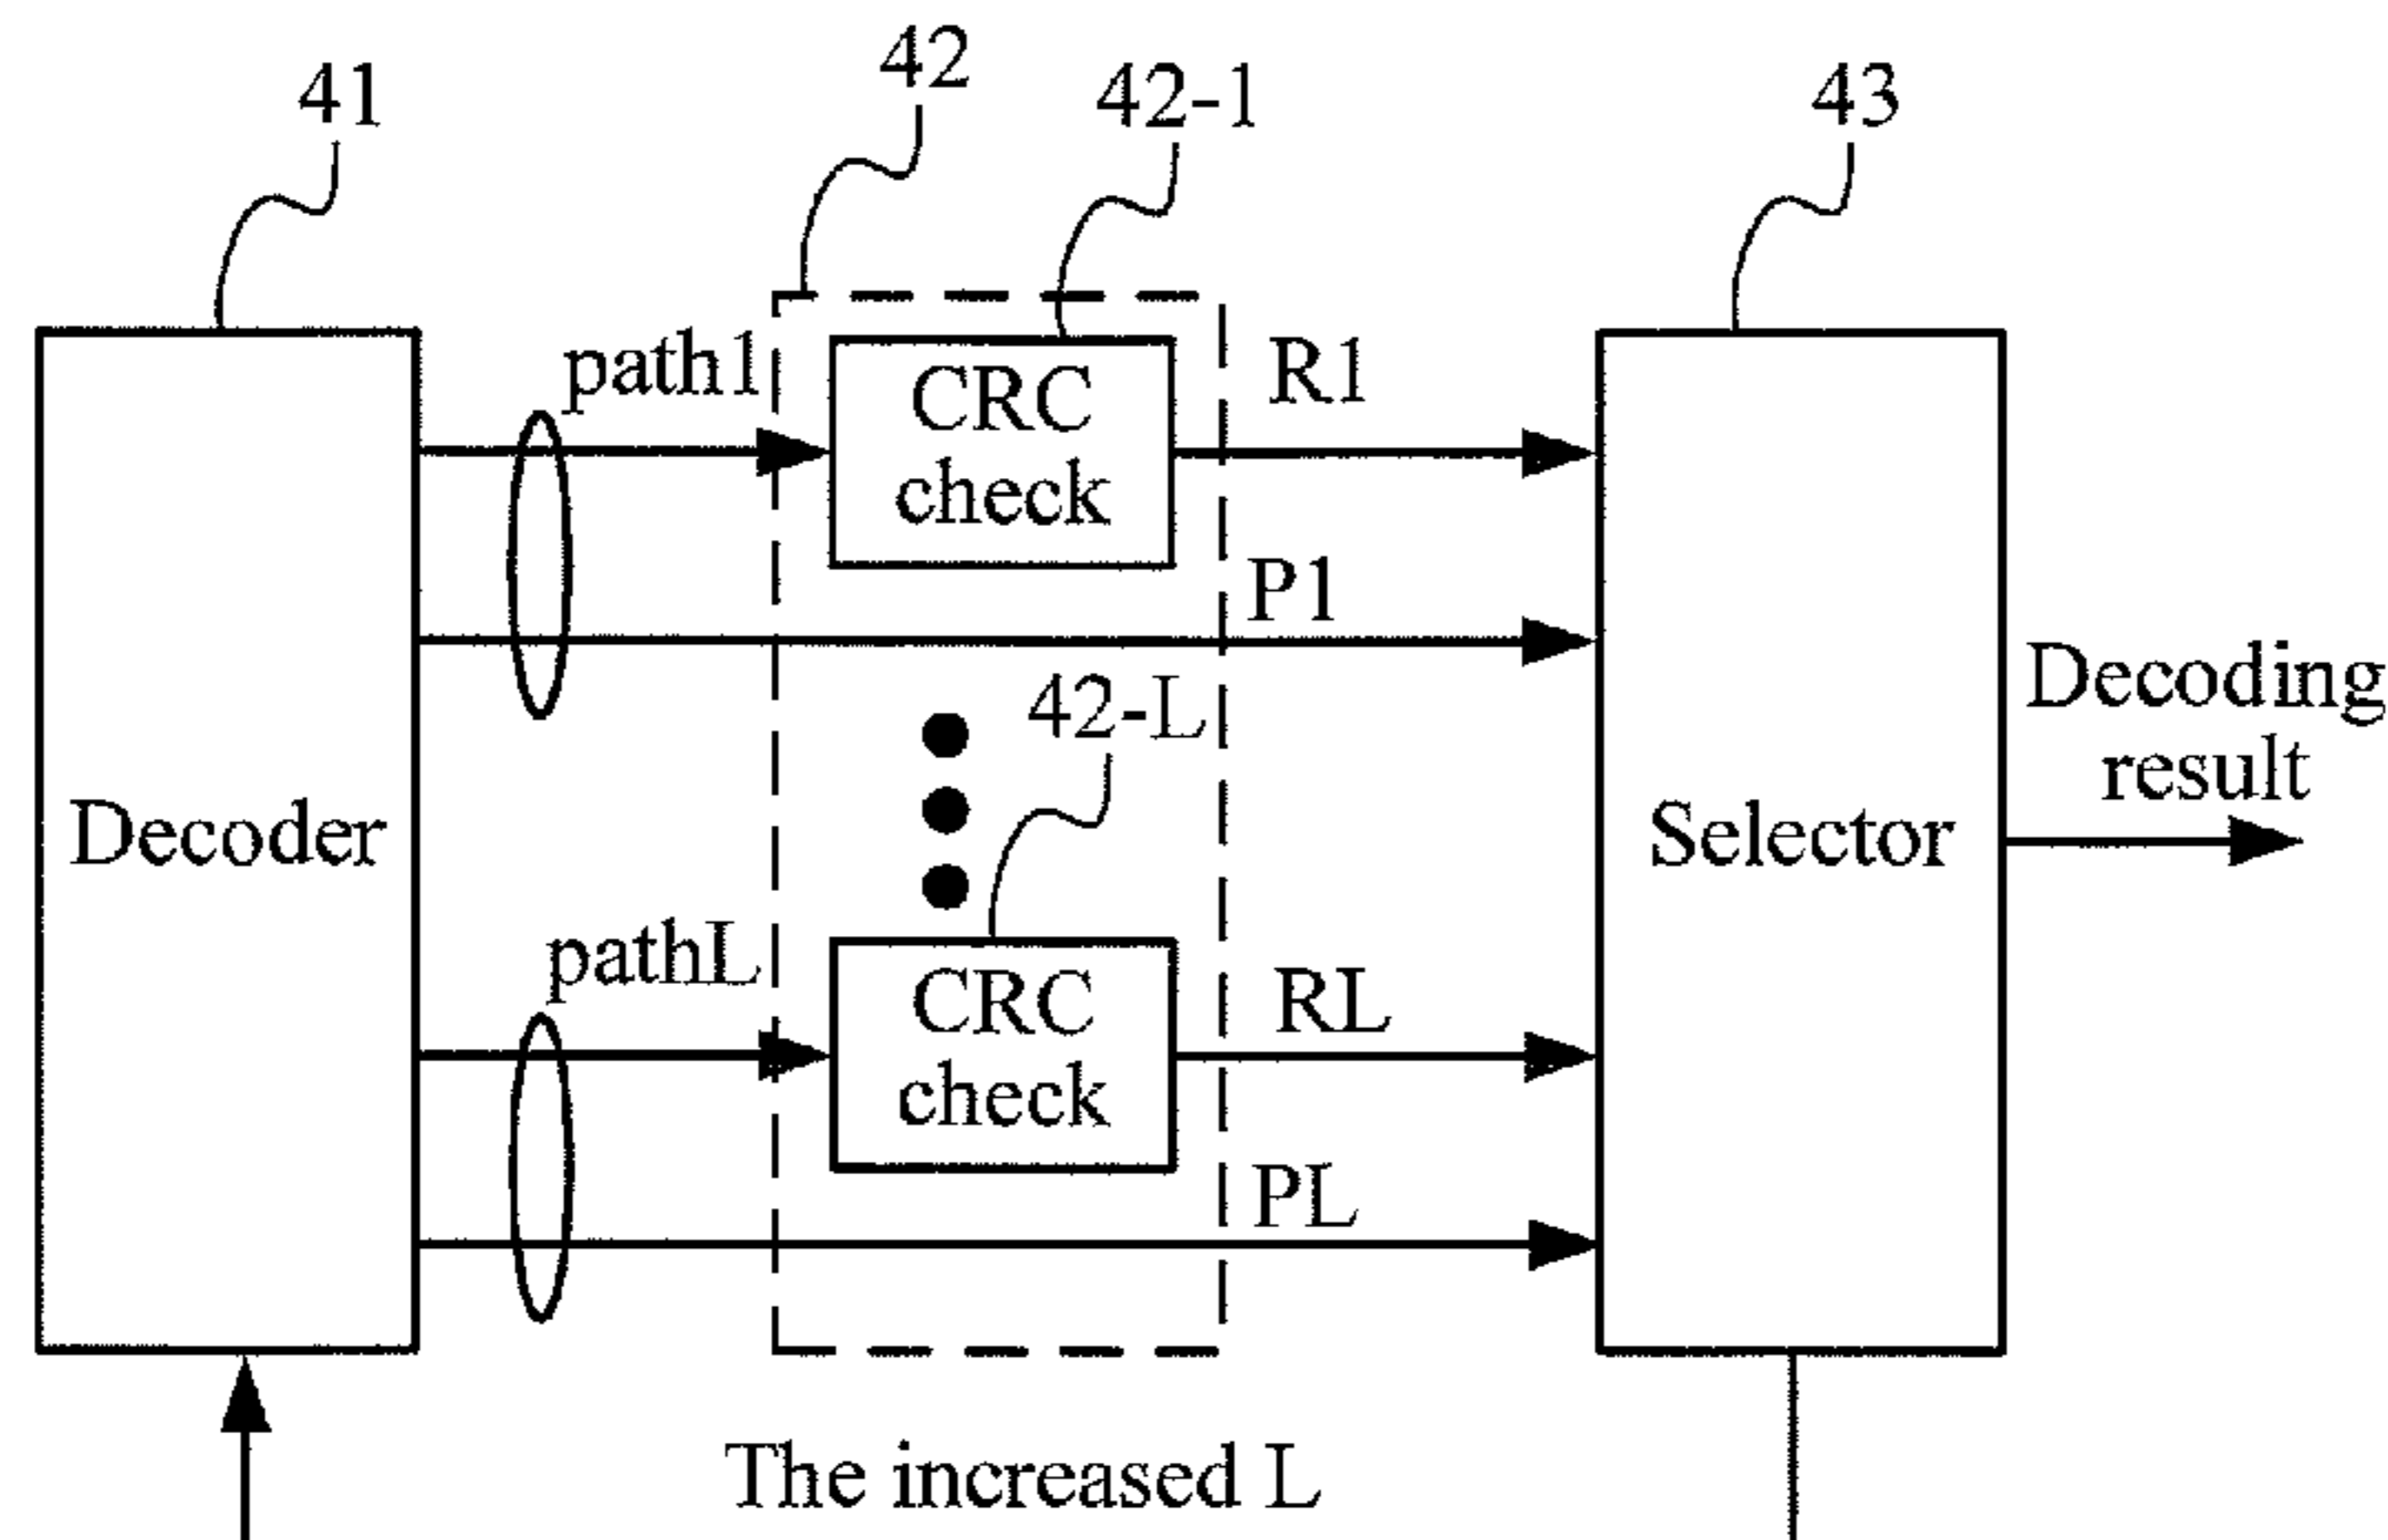 42
41
42-1
43
path1
CRC
check
R1
P1
42-L
Decoding
result
Decoder
Selector
pathL
CRC
check
RL
PL
The increased L